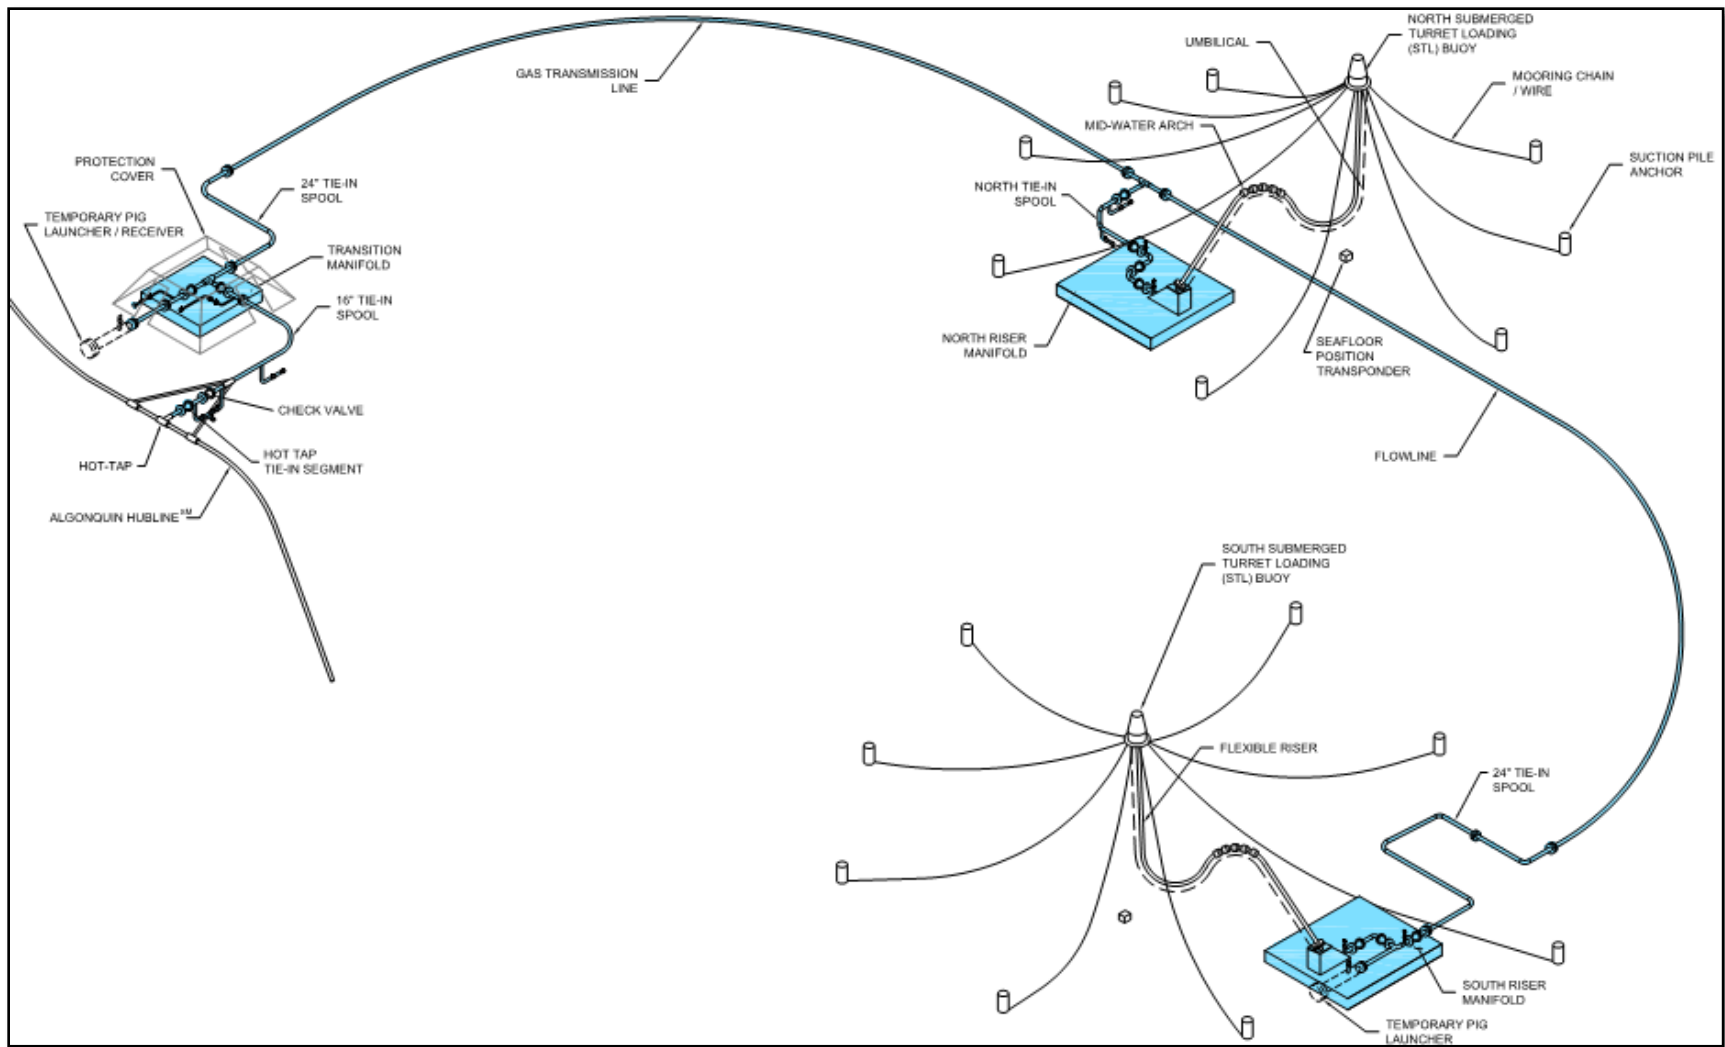 NORTH SUBMERGED
TURRET LOADING
(STL) BUOY
UMBILICAL
GAS TRANSMISSION
LINE
MOORING CHAIN
/ WIRE
MID-WATER ARCH
PROTECTION
COVER
SUCTION PILE
ANCHOR
24" TIE-IN
SPOOL
NORTH TIE-IN
SPOOL
TEMPORARY PIG
LAUNCHER / RECEIVER
TRANSITION
MANIFOLD
16" TIE-IN
SPOOL
NORTH RISER
MANIFOLD
SEAFLOOR
POSITION
TRANSPONDER
CHECK VALVE
HOT-TAP
HOT TAP
TIE-IN SEGMENT
FLOWLINE
ALGONQUIN HUBLINE℠
SOUTH SUBMERGED
TURRET LOADING
(STL) BUOY
FLEXIBLE RISER
24" TIE-IN
SPOOL
SOUTH RISER
MANIFOLD
TEMPORARY PIG
LAUNCHER